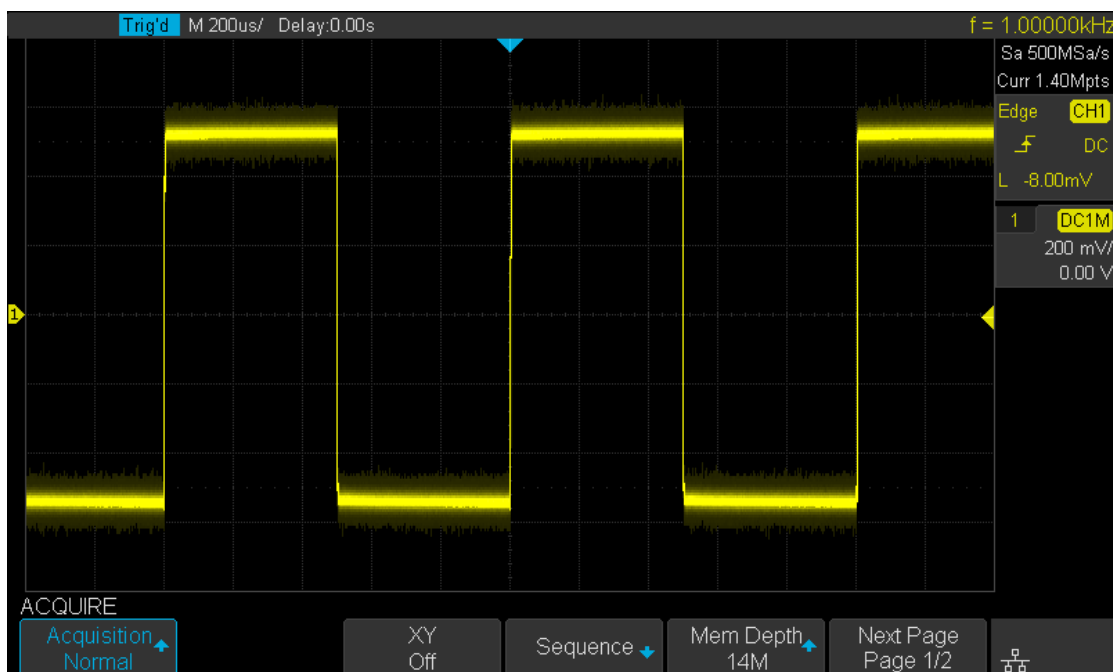 Trig'd M 200us/ Delay:0.00s f = 1.00000kHz
Sa 500MSa/s
Curr 1.40Mpts
Edge CH1
DC
L -8.00mV
1 DC1M
200 mV/
0.00 V
1
ACQUIRE
Acquisition
Normal
XY
Off
Sequence
Mem Depth
14M
Next Page
Page 1/2